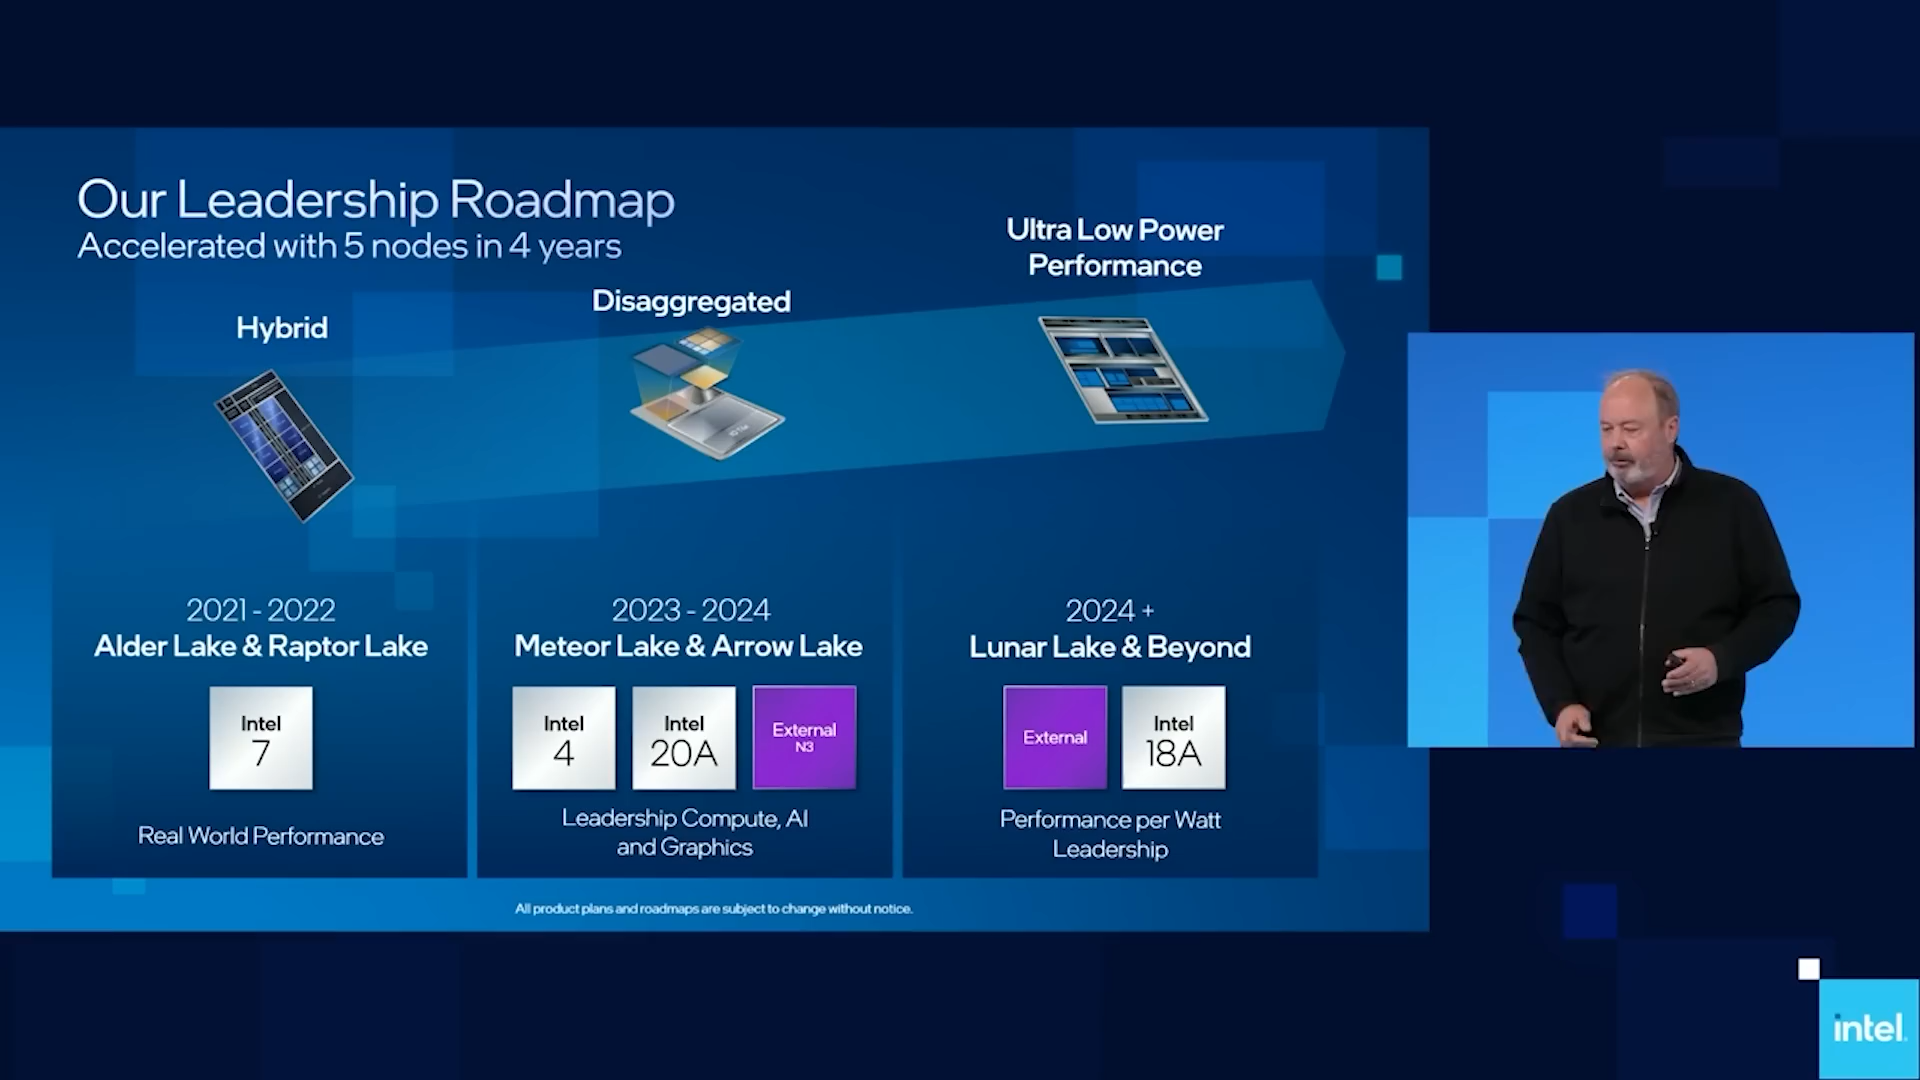 Our Leadership Roadmap
Accelerated with 5 nodes in 4 years
Hybrid
Disaggregated
Ultra Low Power
Performance
2021 - 2022
Alder Lake & Raptor Lake
Intel
7
Real World Performance
2023 - 2024
Meteor Lake & Arrow Lake
Intel
4
Intel
20A
External
N3
Leadership Compute, AI
and Graphics
2024 +
Lunar Lake & Beyond
External
Intel
18A
Performance per Watt
Leadership
All product plans and roadmaps are subject to change without notice.
intel.